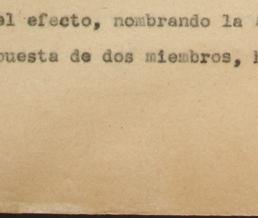 el efecto, nombrando la
puesta de dos miembros,